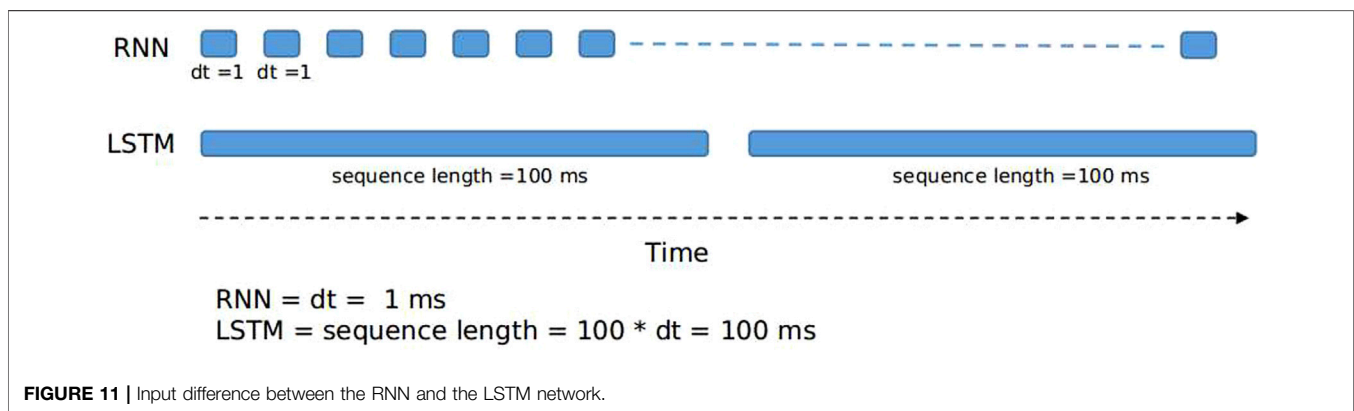 RNN
dt =1 dt =1
LSTM
sequence length =100 ms sequence length =100 ms
Time
RNN = dt = 1 ms
LSTM = sequence length = 100 * dt = 100 ms
FIGURE 11 | Input difference between the RNN and the LSTM network.